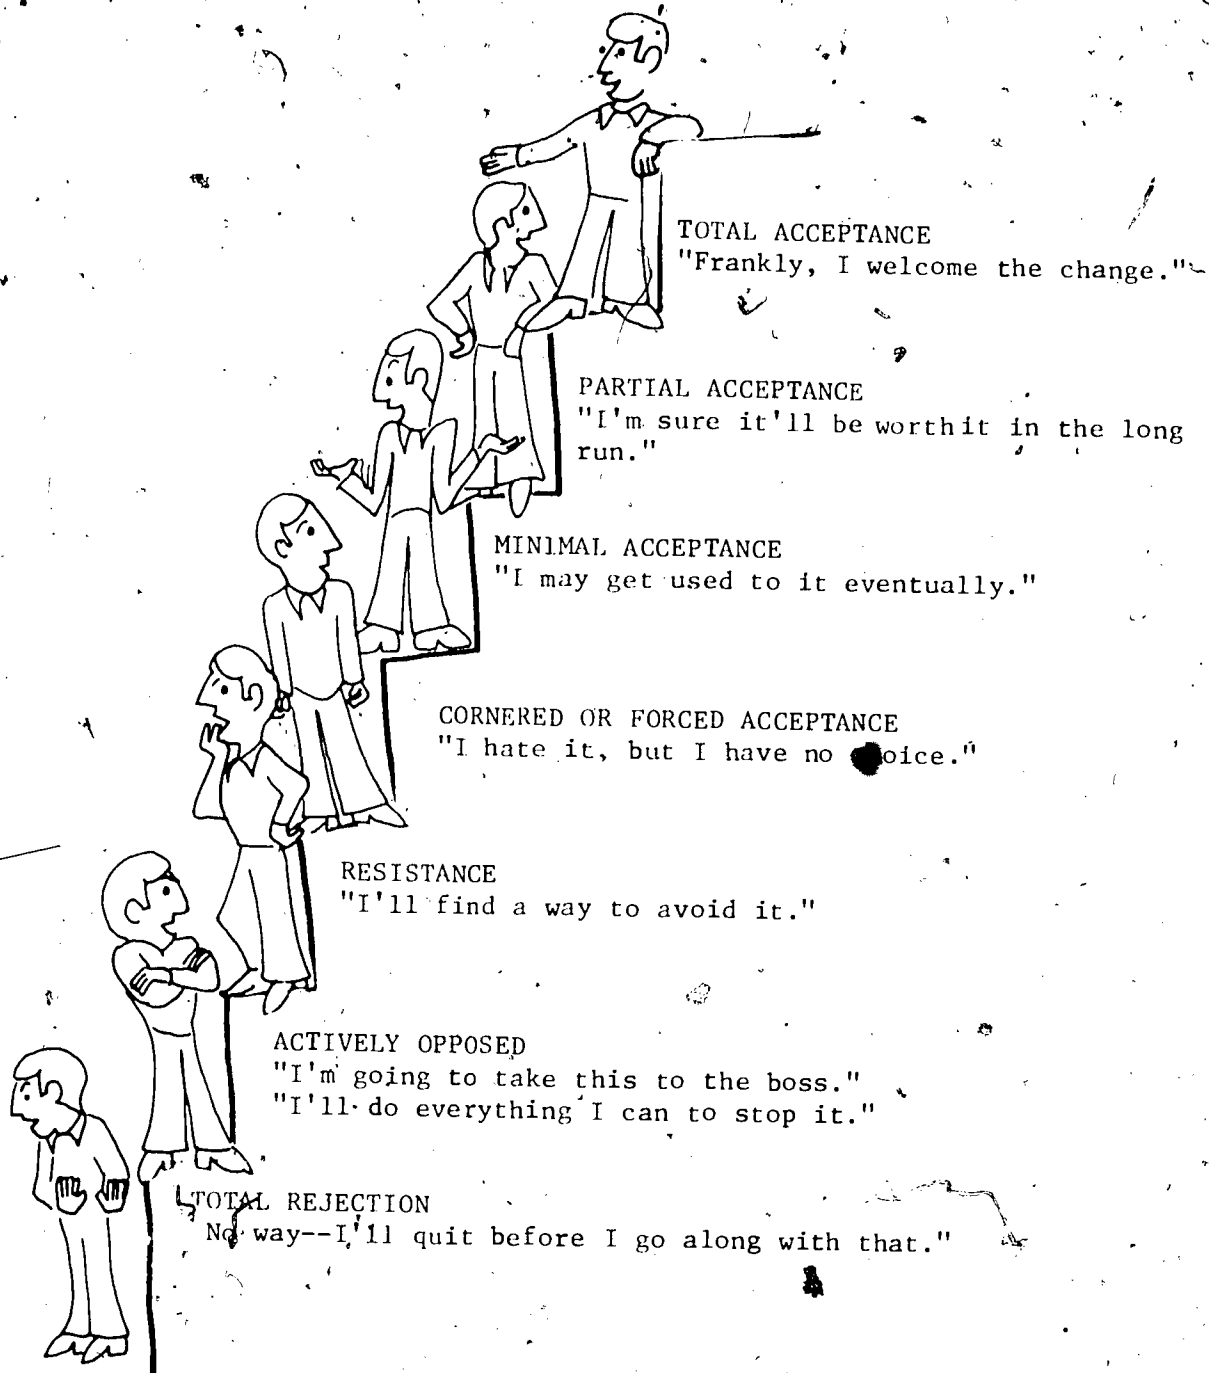 TOTAL ACCEPTANCE
"Frankly, I welcome the change."
PARTIAL ACCEPTANCE
"I'm sure it'll be worth it in the long
run."
MINIMAL ACCEPTANCE
"I may get used to it eventually."
CORNERED OR FORCED ACCEPTANCE
"I hate it, but I have no oice."
RESISTANCE
"I'll find a way to avoid it."
ACTIVELY OPPOSED
"I'm going to take this to the boss."
"I'll do everything I can to stop it."
TOTAL REJECTION
No way--I'll quit before I go along with that."